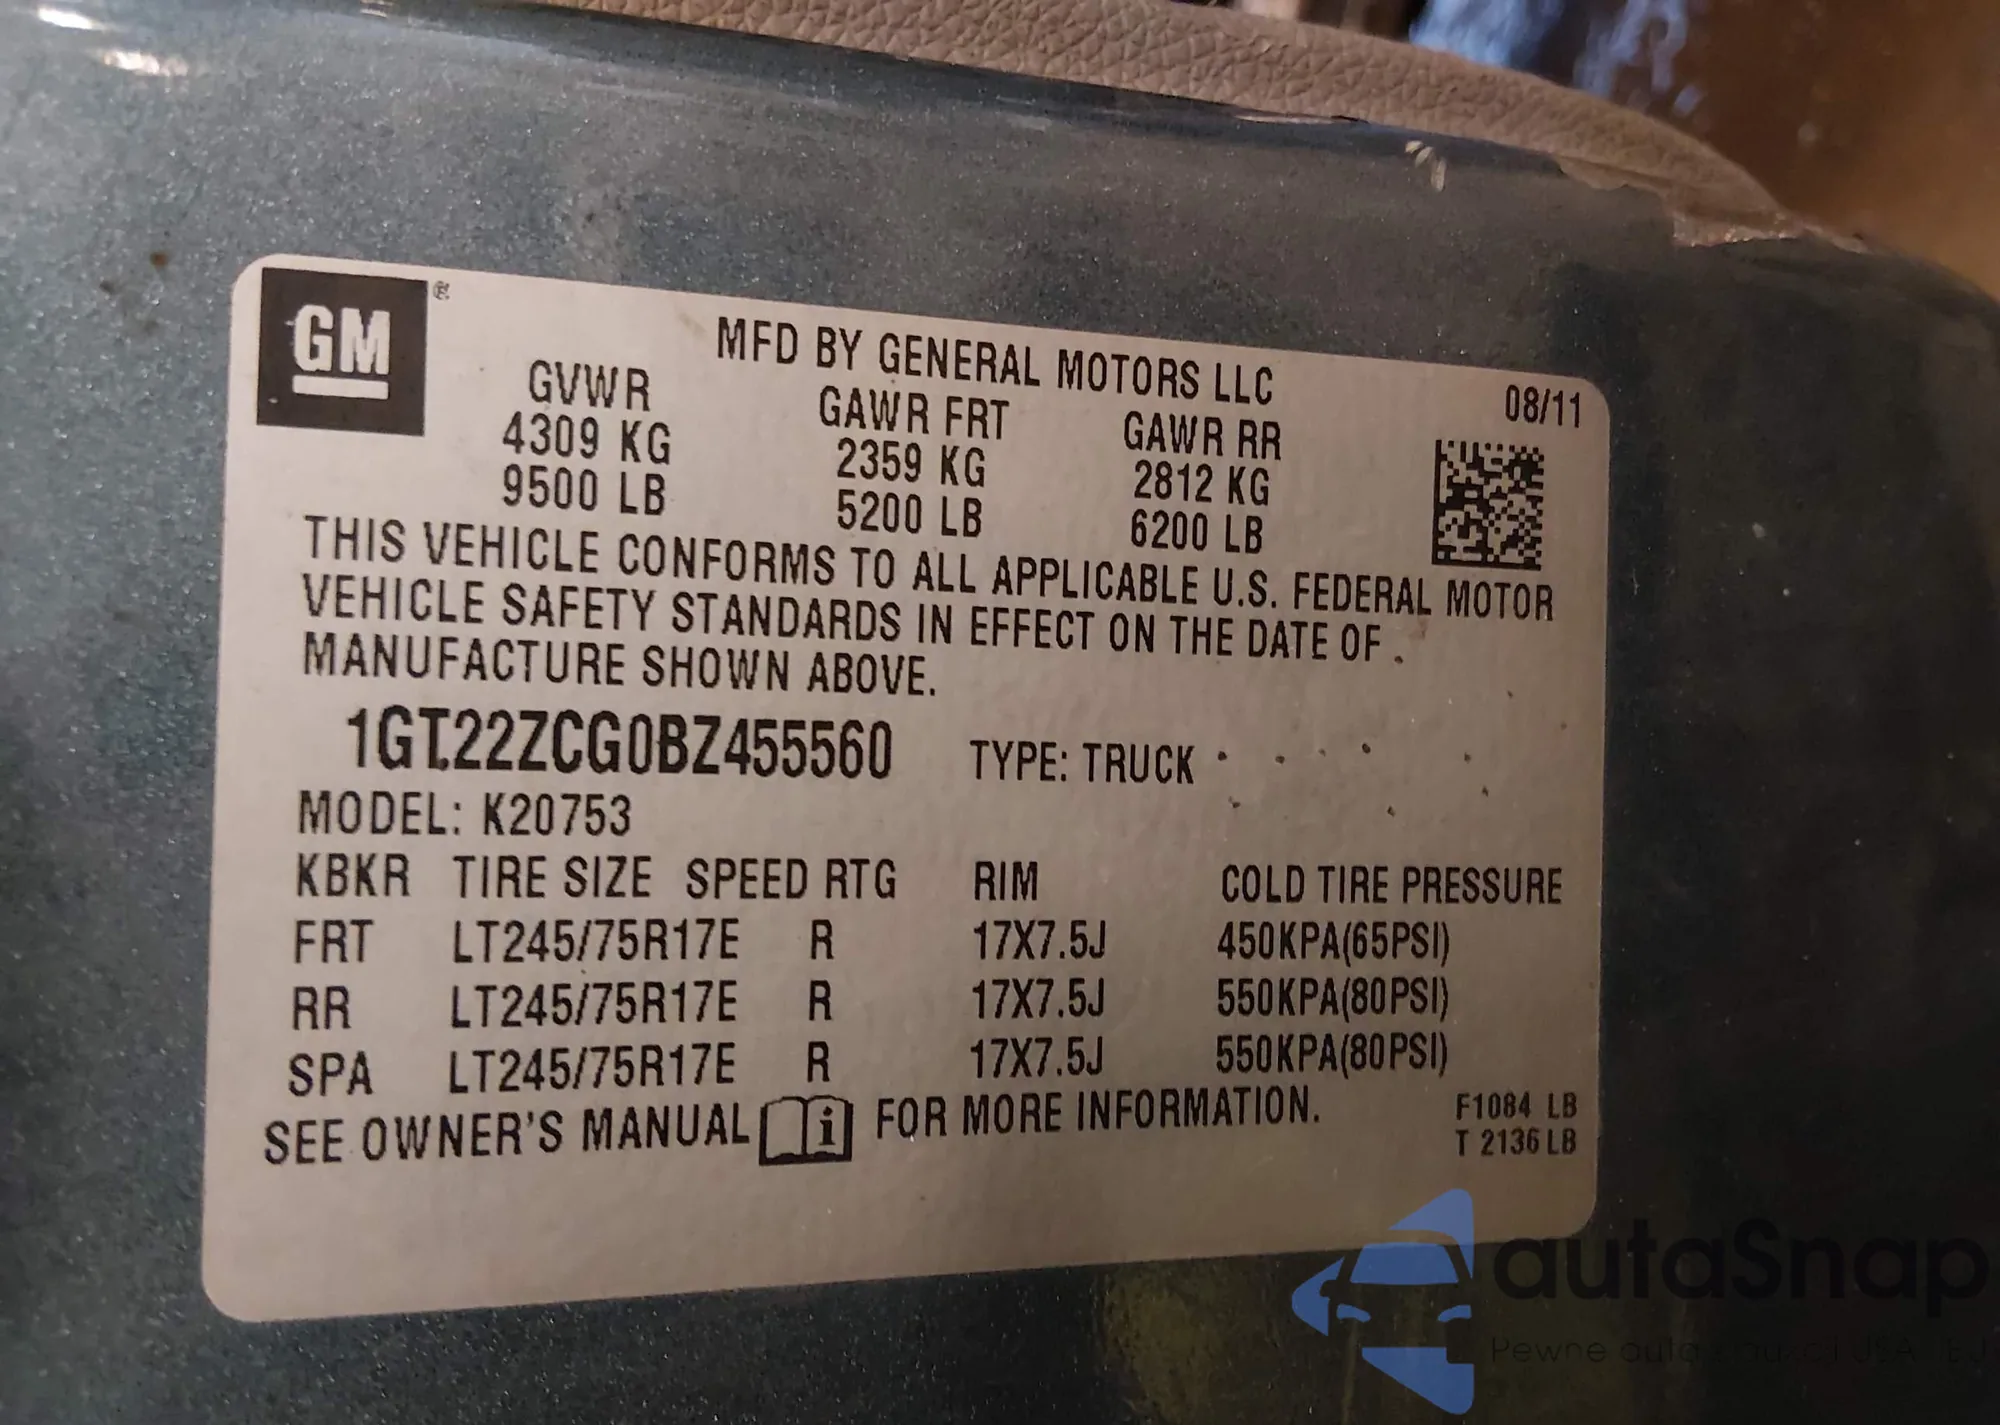 GM ®
MFD BY GENERAL MOTORS LLC
08/11
GVWR GAWR FRT GAWR RR
4309 KG 2359 KG 2812 KG
9500 LB 5200 LB 6200 LB
THIS VEHICLE CONFORMS TO ALL APPLICABLE U.S. FEDERAL MOTOR
VEHICLE SAFETY STANDARDS IN EFFECT ON THE DATE OF
MANUFACTURE SHOWN ABOVE.
1GT22ZCG0BZ455560 TYPE: TRUCK
MODEL: K20753
KBKR TIRE SIZE SPEED RTG RIM COLD TIRE PRESSURE
FRT LT245/75R17E R 17X7.5J 450KPA(65PSI)
RR LT245/75R17E R 17X7.5J 550KPA(80PSI)
SPA LT245/75R17E R 17X7.5J 550KPA(80PSI)
SEE OWNER'S MANUAL i FOR MORE INFORMATION.
F1084 LB
T 2136 LB
autaSnap
Pewne auta